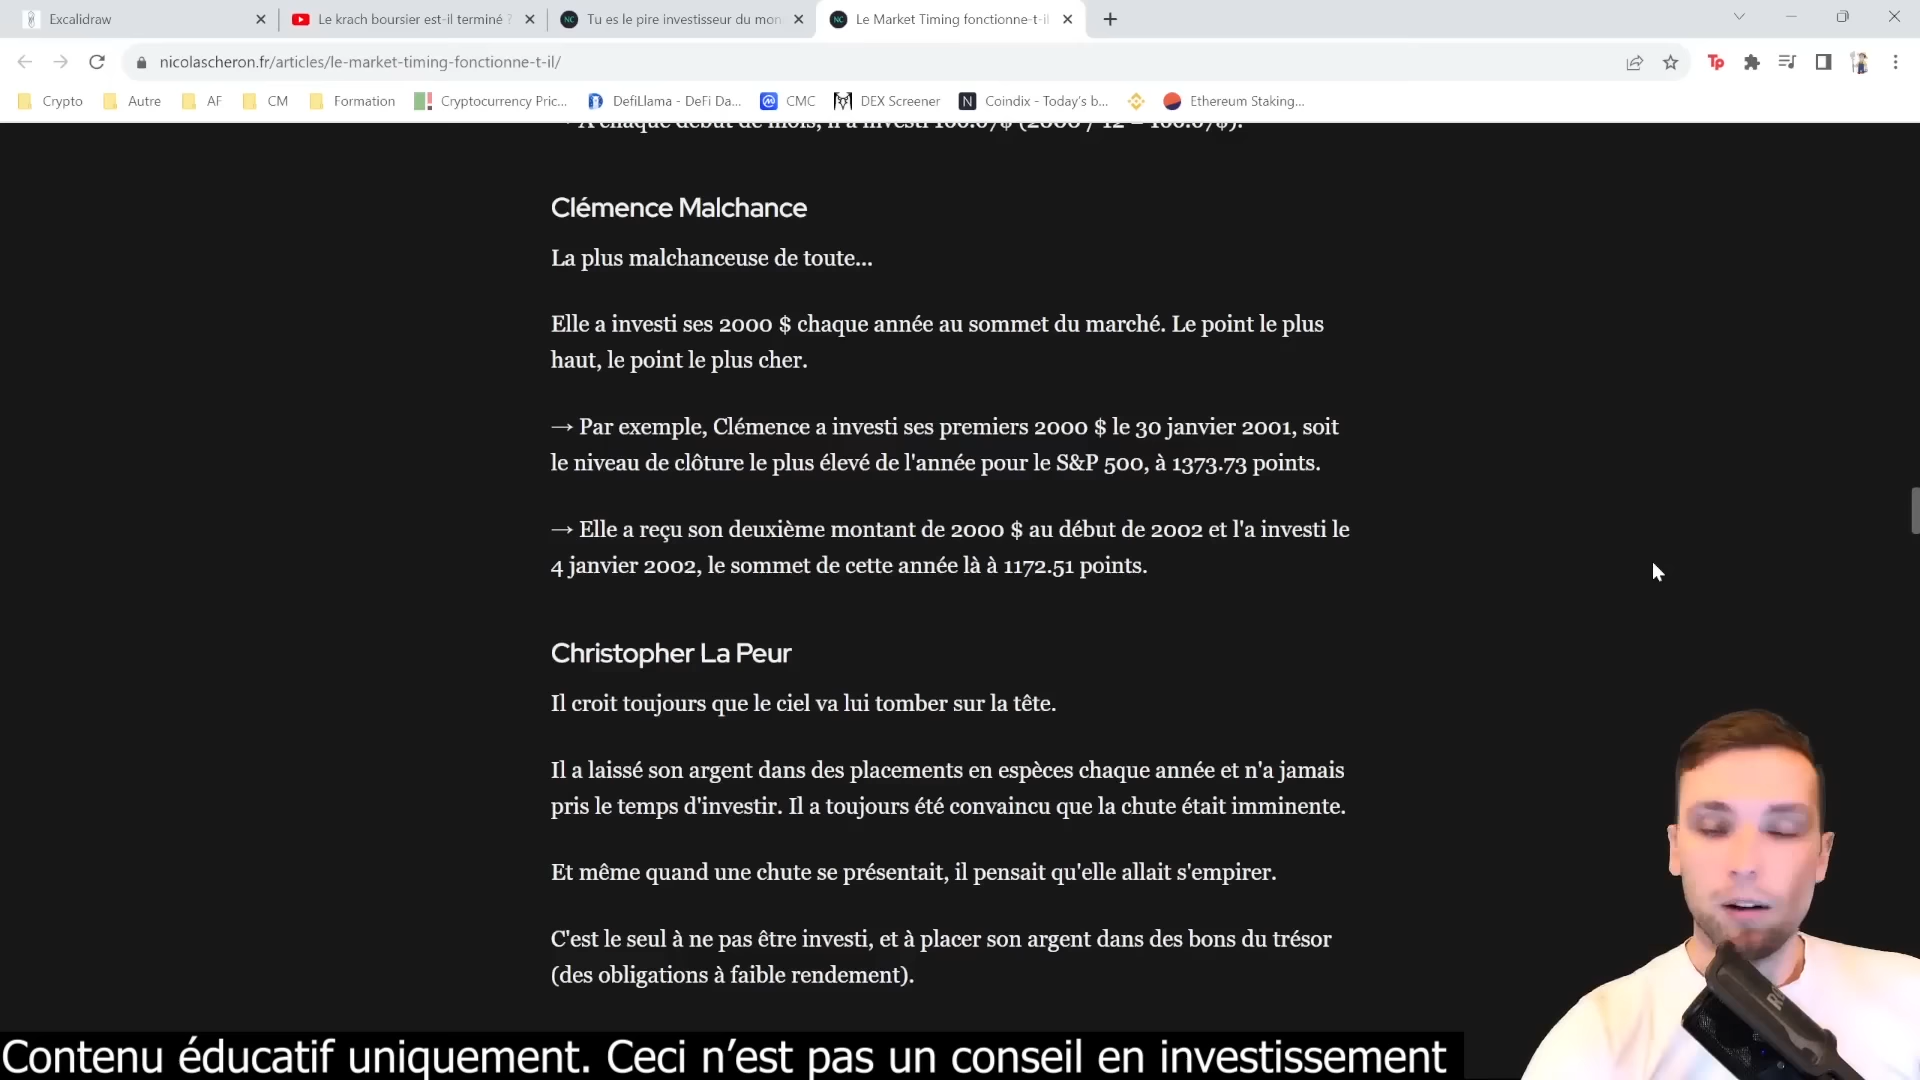 Excalidraw
Le krach boursier est-il terminé ?
Tu es le pire investisseur du mon
Le Market Timing fonctionne-t-il
nicolascheron.fr/articles/le-market-timing-fonctionne-t-il/
Crypto
Autre
AF
CM
Formation
Cryptocurrency Pric...
DefiLlama - DeFi Da...
CMC
DEX Screener
Coindix - Today's b...
Ethereum Staking...
Clémence Malchance
La plus malchanceuse de toute...
Elle a investi ses 2000 $ chaque année au sommet du marché. Le point le plus
haut, le point le plus cher.
→ Par exemple, Clémence a investi ses premiers 2000 $ le 30 janvier 2001, soit
le niveau de clôture le plus élevé de l'année pour le S&P 500, à 1373.73 points.
→ Elle a reçu son deuxième montant de 2000 $ au début de 2002 et l'a investi le
4 janvier 2002, le sommet de cette année là à 1172.51 points.
Christopher La Peur
Il croit toujours que le ciel va lui tomber sur la tête.
Il a laissé son argent dans des placements en espèces chaque année et n'a jamais
pris le temps d'investir. Il a toujours été convaincu que la chute était imminente.
Et même quand une chute se présentait, il pensait qu'elle allait s'empirer.
C'est le seul à ne pas être investi, et à placer son argent dans des bons du trésor
(des obligations à faible rendement).
Contenu éducatif uniquement. Ceci n’est pas un conseil en investissement